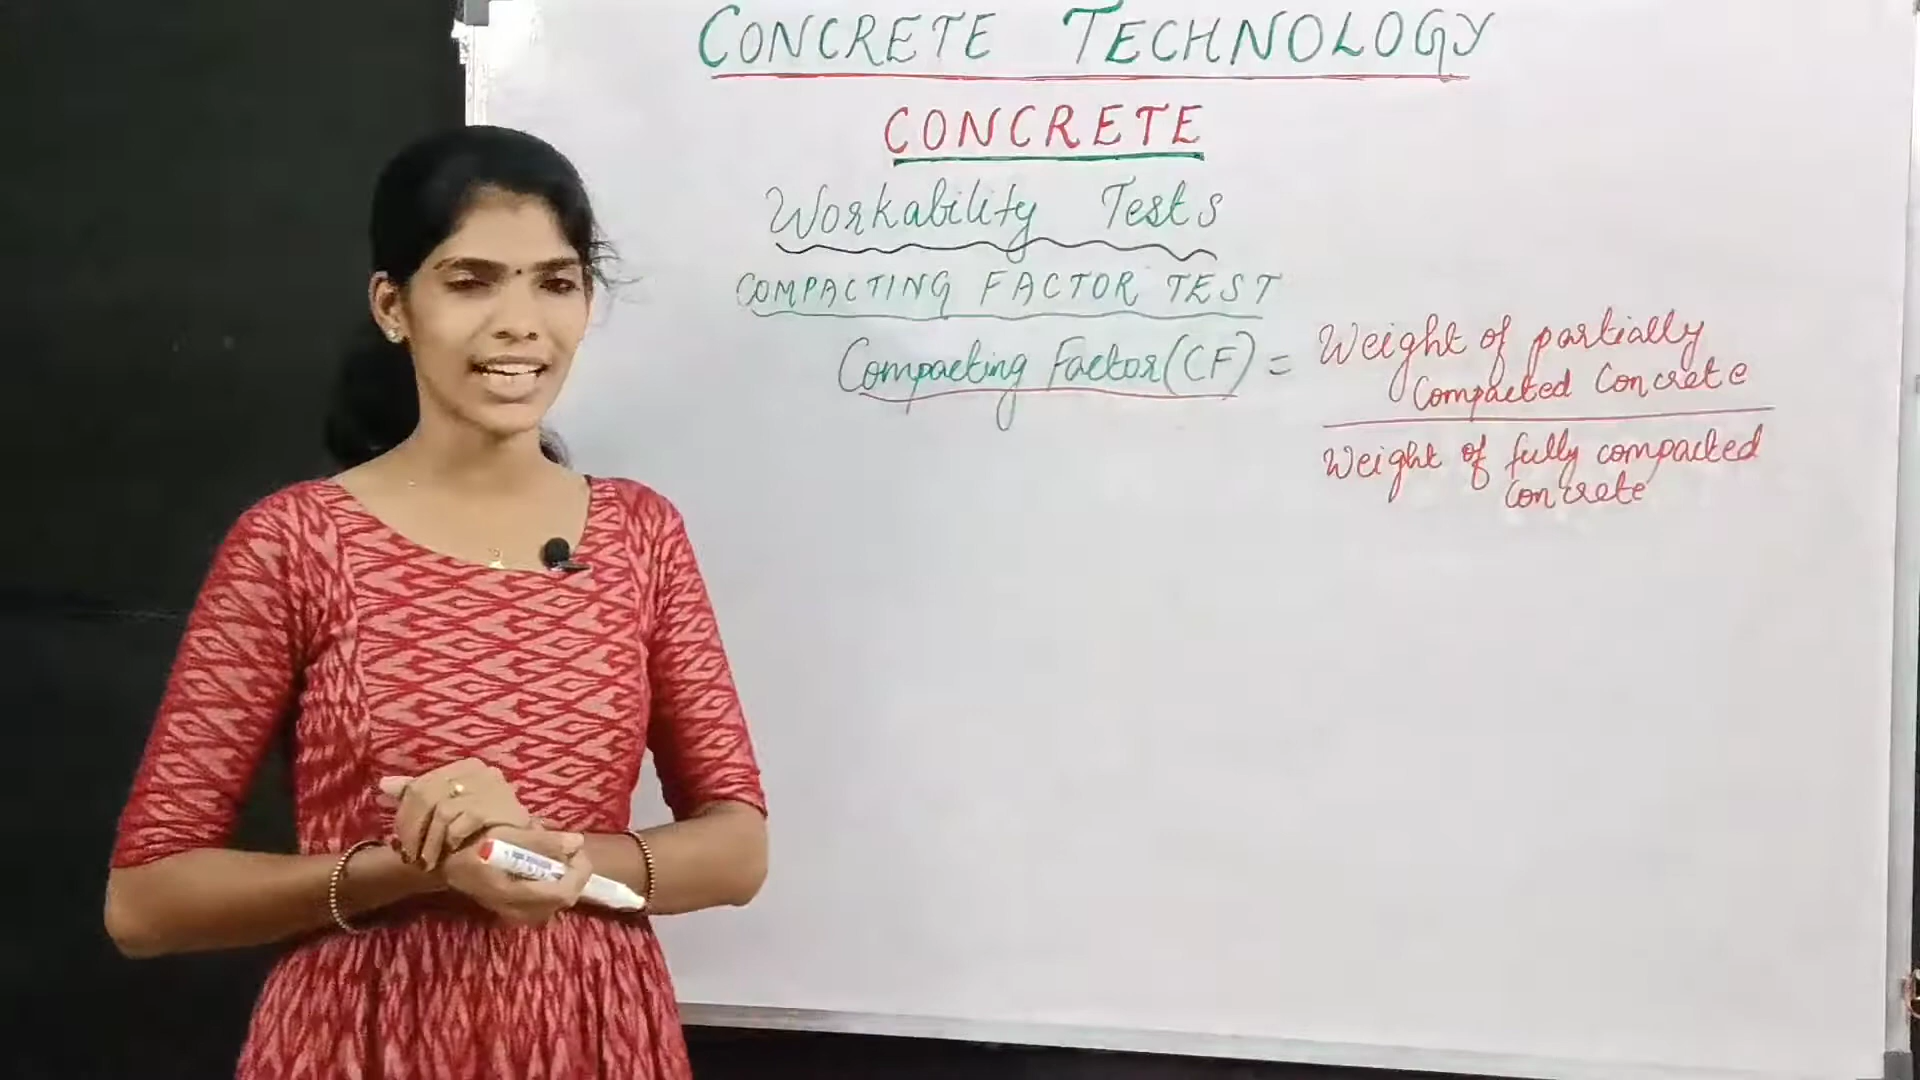 CONCRETE TECHNOLOGY
CONCRETE
Workability Tests
COMPACTING FACTOR TEST
Compacting Factor (CF) = Weight of partially
Compacted Concrete
Weight of fully compacted
Concrete